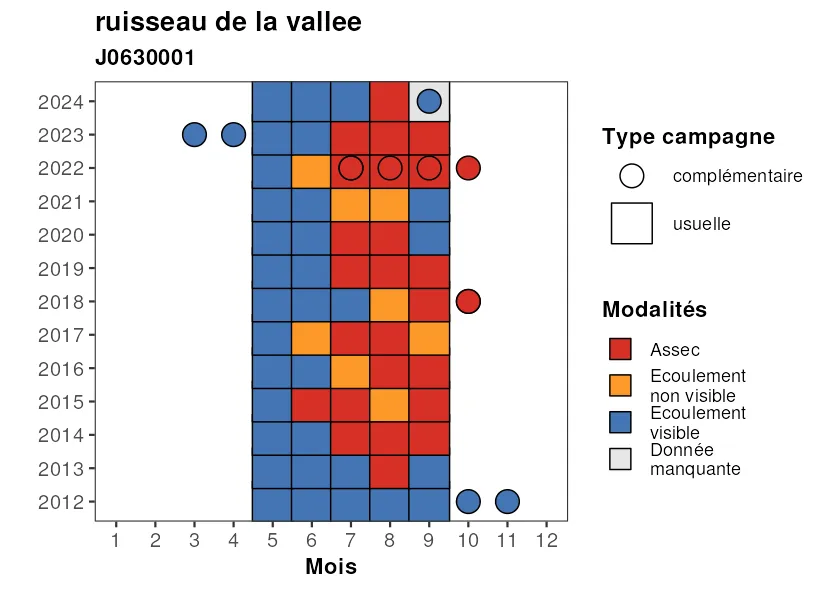 ruisseau de la vallee
J0630001
2024
2023
2022
2021
2020
2019
2018
2017
2016
2015
2014
2013
2012
1 2 3 4 5 6 7 8 9 10 11 12
Mois
Type campagne
complémentaire
usuelle
Modalités
Assec
Ecoulement
non visible
Ecoulement
visible
Donnée
manquante